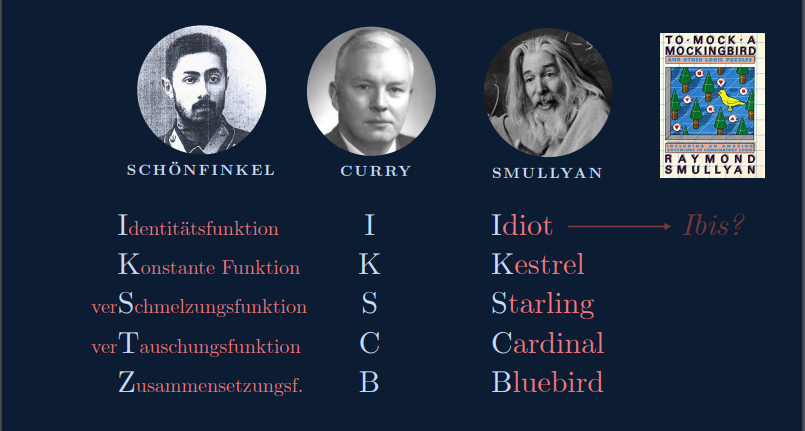 TO·MOCK·A
MOCKINGBIRD
AND OTHER LOGIC PUZZLES
INCLUDING AN AMAZING
ADVENTURE IN COMBINATORY LOGIC
RAYMOND
SMULLYAN
SCHÖNFINKEL CURRY SMULLYAN
Identitätsfunktion I Idiot Ibis?
Konstante Funktion K Kestrel
verSchmelzungsfunktion S Starling
verTauschungsfunktion C Cardinal
Zusammensetzungsf. B Bluebird